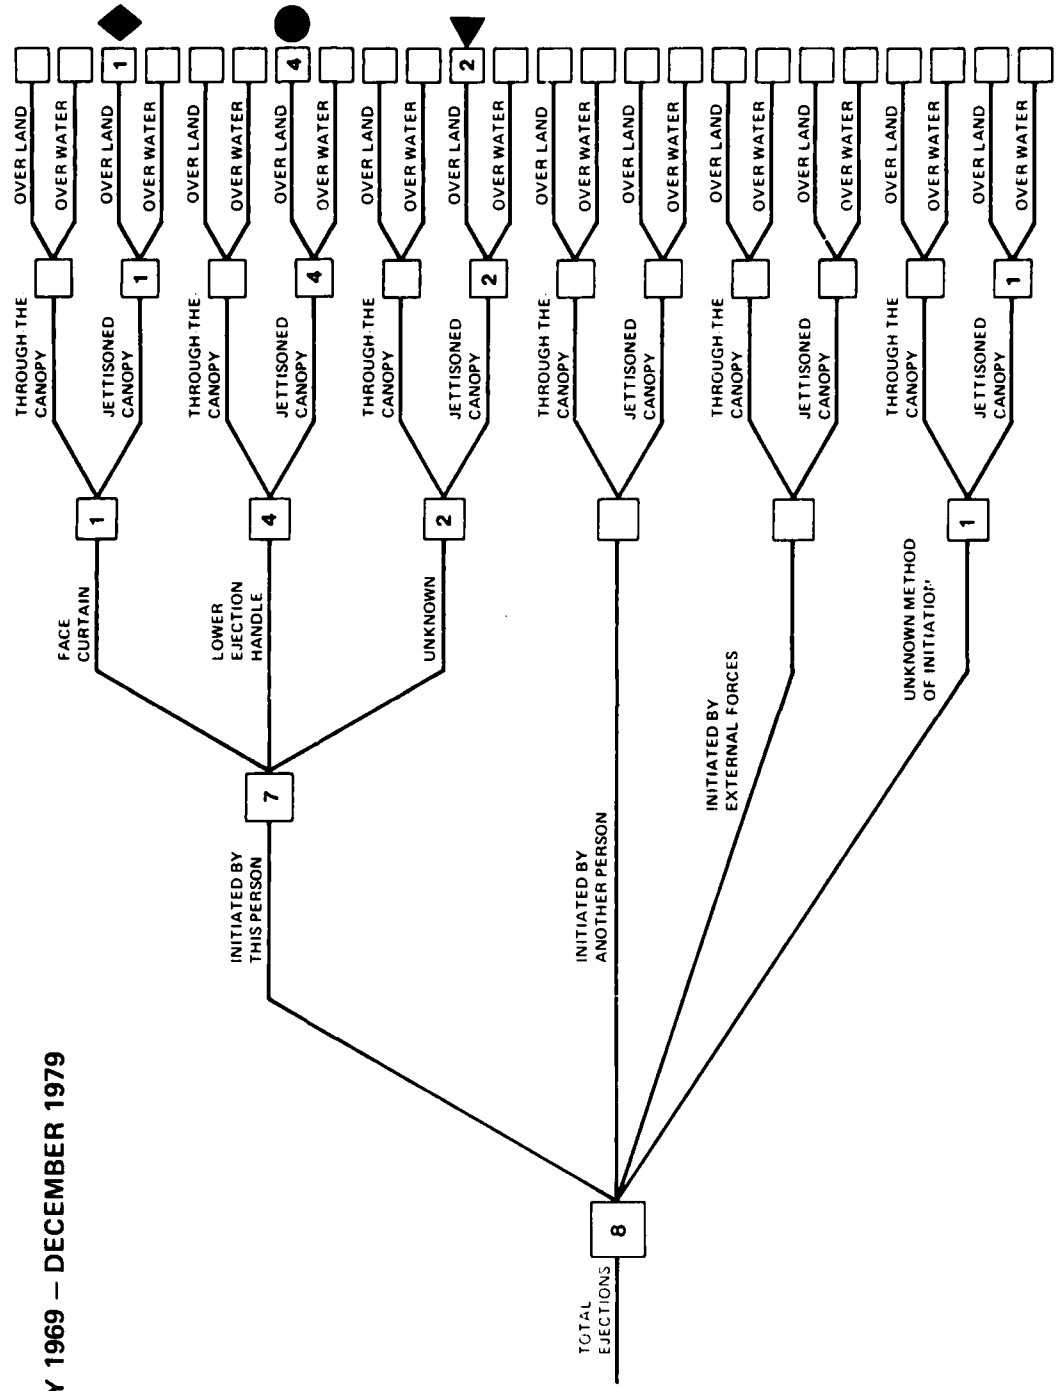 Y 1969 – DECEMBER 1979
TOTAL
EJECTIONS
8
INITIATED BY
THIS PERSON
7
INITIATED BY
ANOTHER PERSON
INITIATED BY
EXTERNAL FORCES
UNKNOWN METHOD
OF INITIATION
1
FACE
CURTAIN
1
LOWER
EJECTION
HANDLE
4
UNKNOWN
2
THROUGH THE
CANOPY
JETTISONED
CANOPY
1
THROUGH THE
CANOPY
JETTISONED
CANOPY
4
THROUGH THE
CANOPY
JETTISONED
CANOPY
2
THROUGH THE
CANOPY
JETTISONED
CANOPY
THROUGH THE
CANOPY
JETTISONED
CANOPY
THROUGH THE
CANOPY
JETTISONED
CANOPY
1
OVER LAND
OVER WATER
OVER LAND
1
OVER WATER
OVER LAND
OVER WATER
OVER LAND
4
OVER WATER
OVER LAND
OVER WATER
OVER LAND
2
OVER WATER
OVER LAND
OVER WATER
OVER LAND
OVER WATER
OVER LAND
OVER WATER
OVER LAND
OVER WATER
OVER LAND
OVER WATER
OVER LAND
OVER WATER